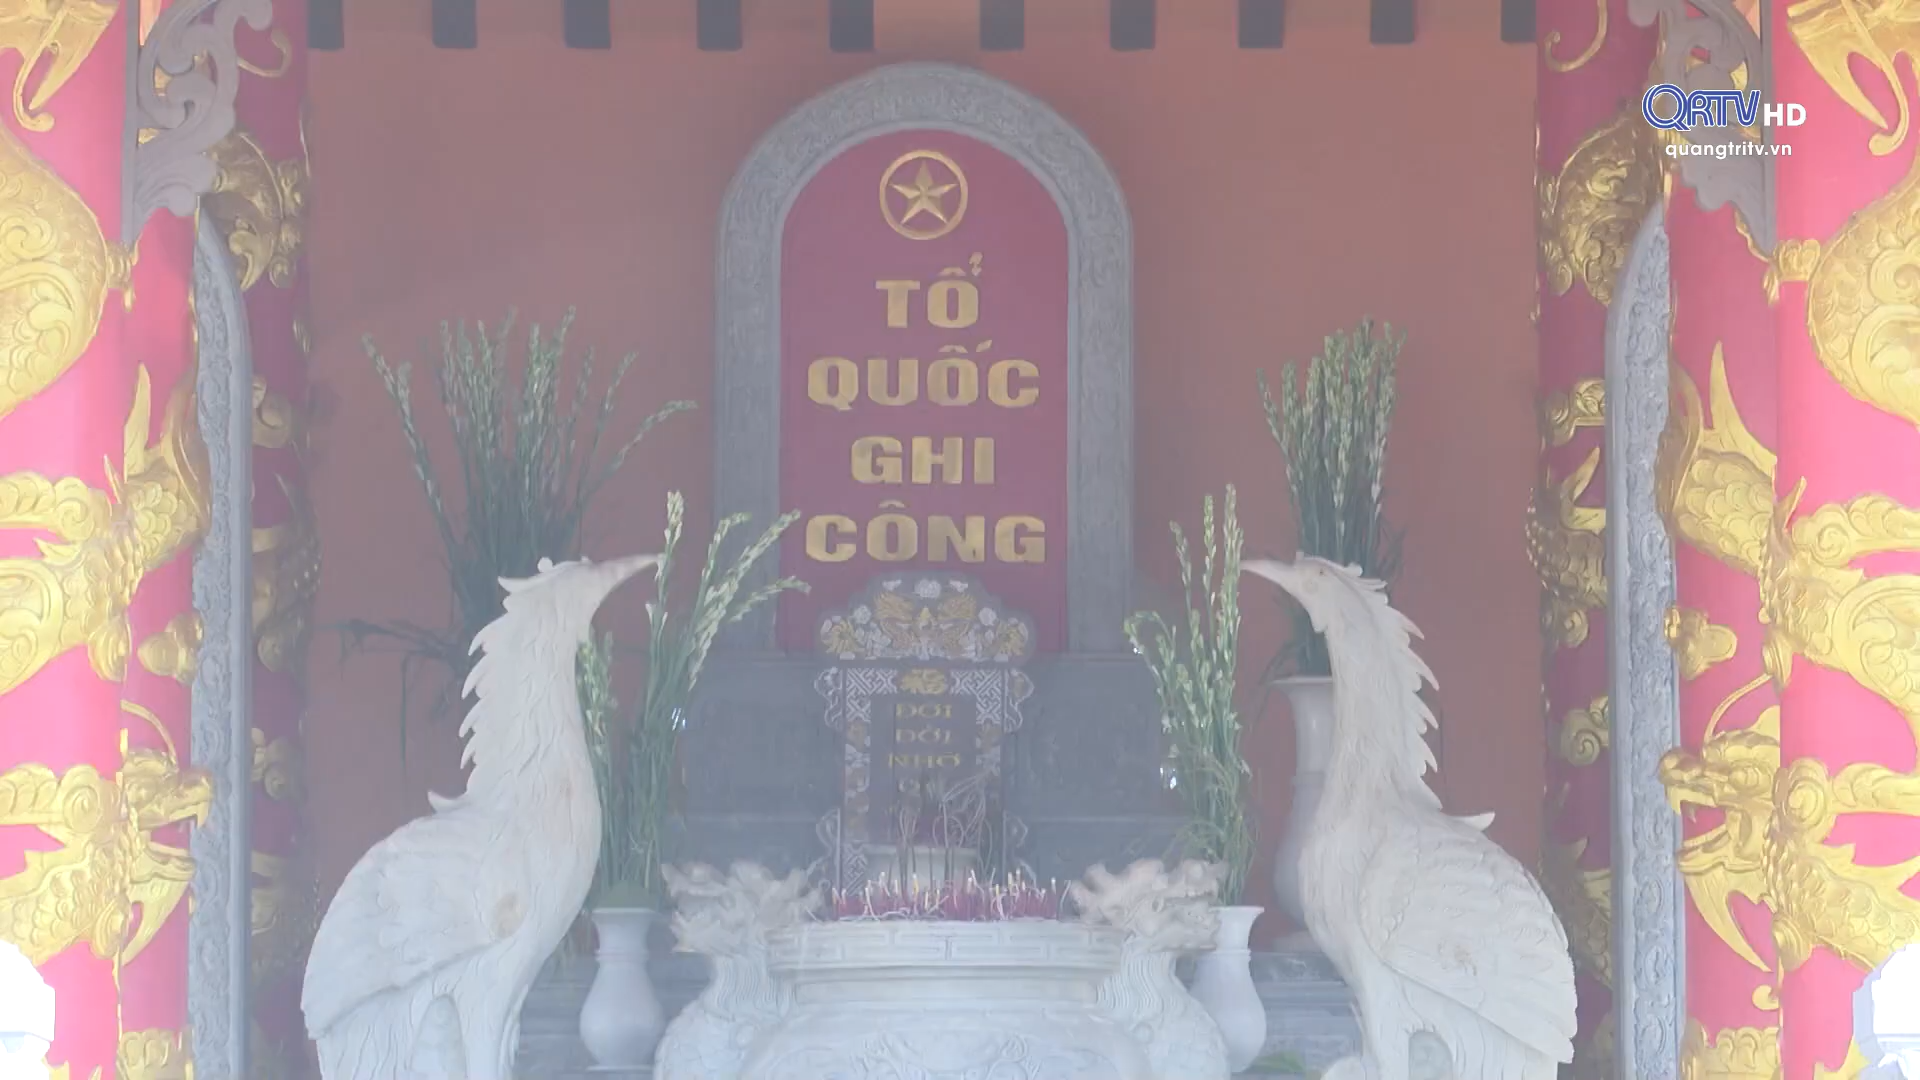 QRTV HD
quangtritv.vn
TỔ
QUỐC
GHI
CÔNG
ĐỜI
ĐỜI
NHỚ